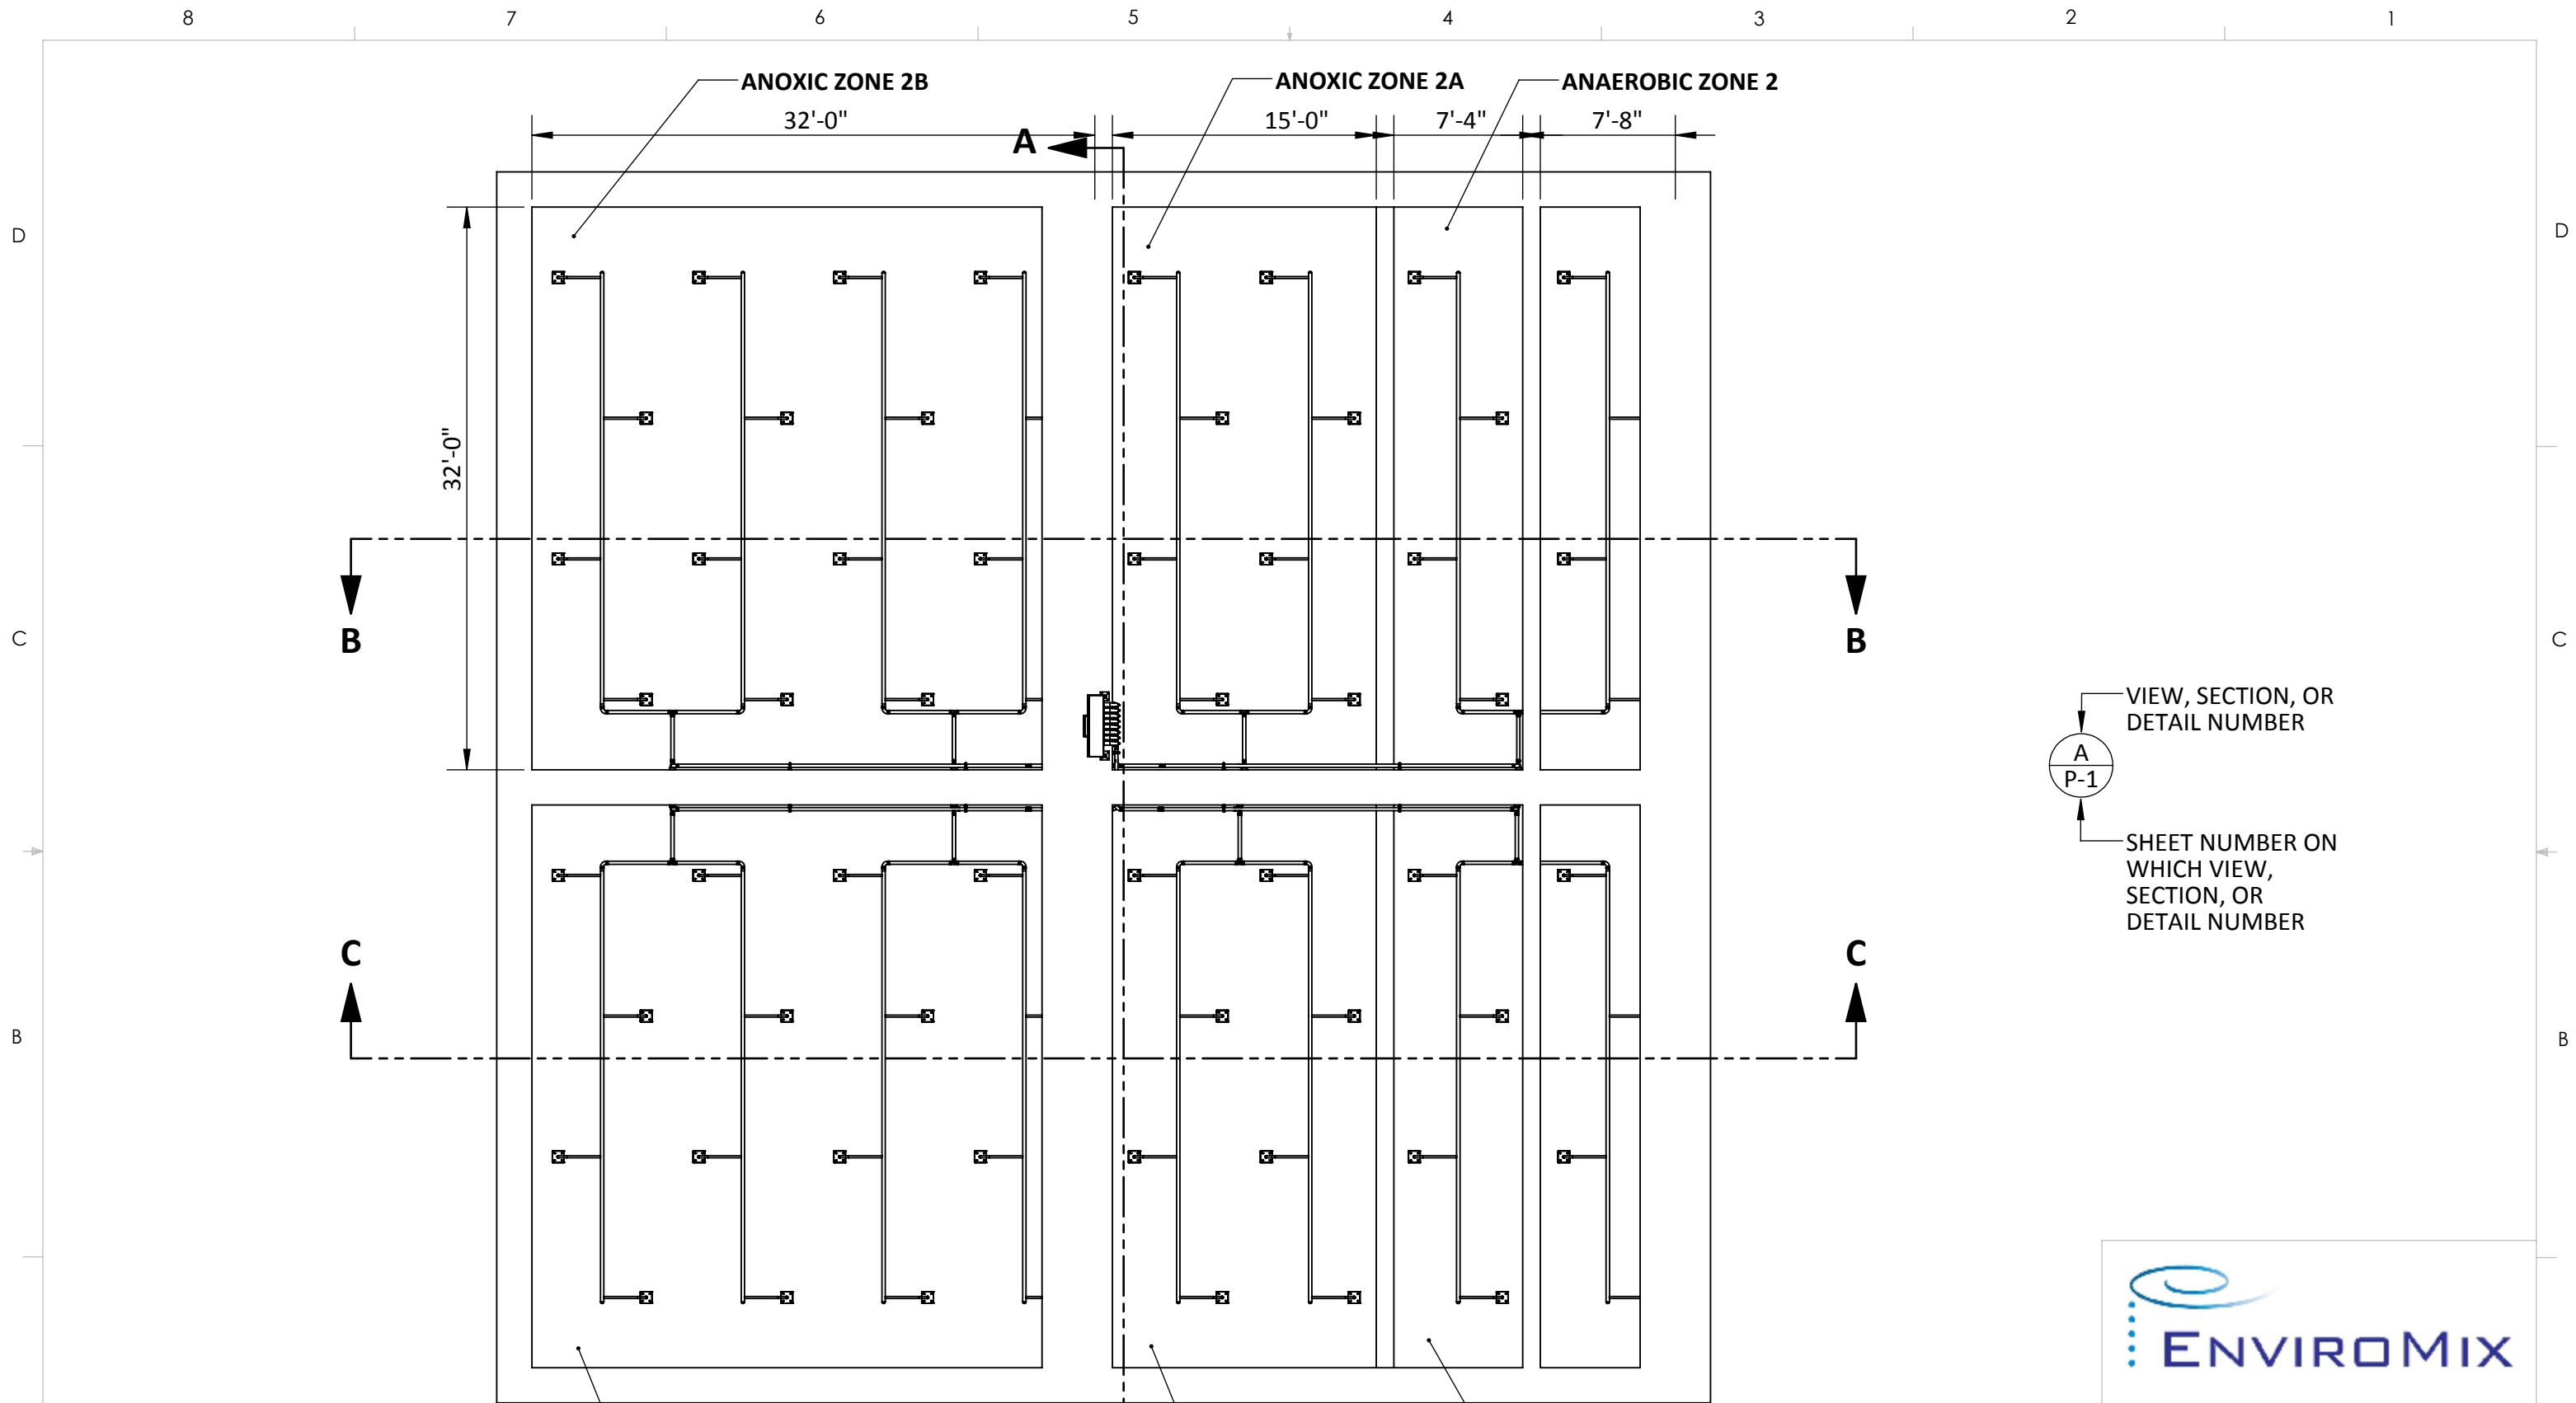 8 7 6 5 4 3 2 1
ANOXIC ZONE 2B
ANOXIC ZONE 2A
ANAEROBIC ZONE 2
32'-0"
15'-0"
7'-4"
7'-8"
A
D
D
32'-0"
B
B
C
C
VIEW, SECTION, OR
DETAIL NUMBER
A
P-1
SHEET NUMBER ON
WHICH VIEW,
SECTION, OR
DETAIL NUMBER
C
C
B
B
ENVIROMIX